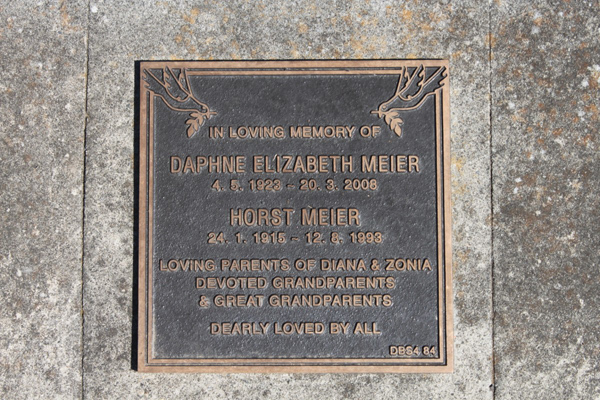 IN LOVING MEMORY OF
DAPHNE ELIZABETH MEIER
4. 5. 1923 – 20. 3. 2008
HORST MEIER
24. 1. 1915 – 12. 8. 1993
LOVING PARENTS OF DIANA & ZONIA
DEVOTED GRANDPARENTS
& GREAT GRANDPARENTS
DEARLY LOVED BY ALL
DBS4 84